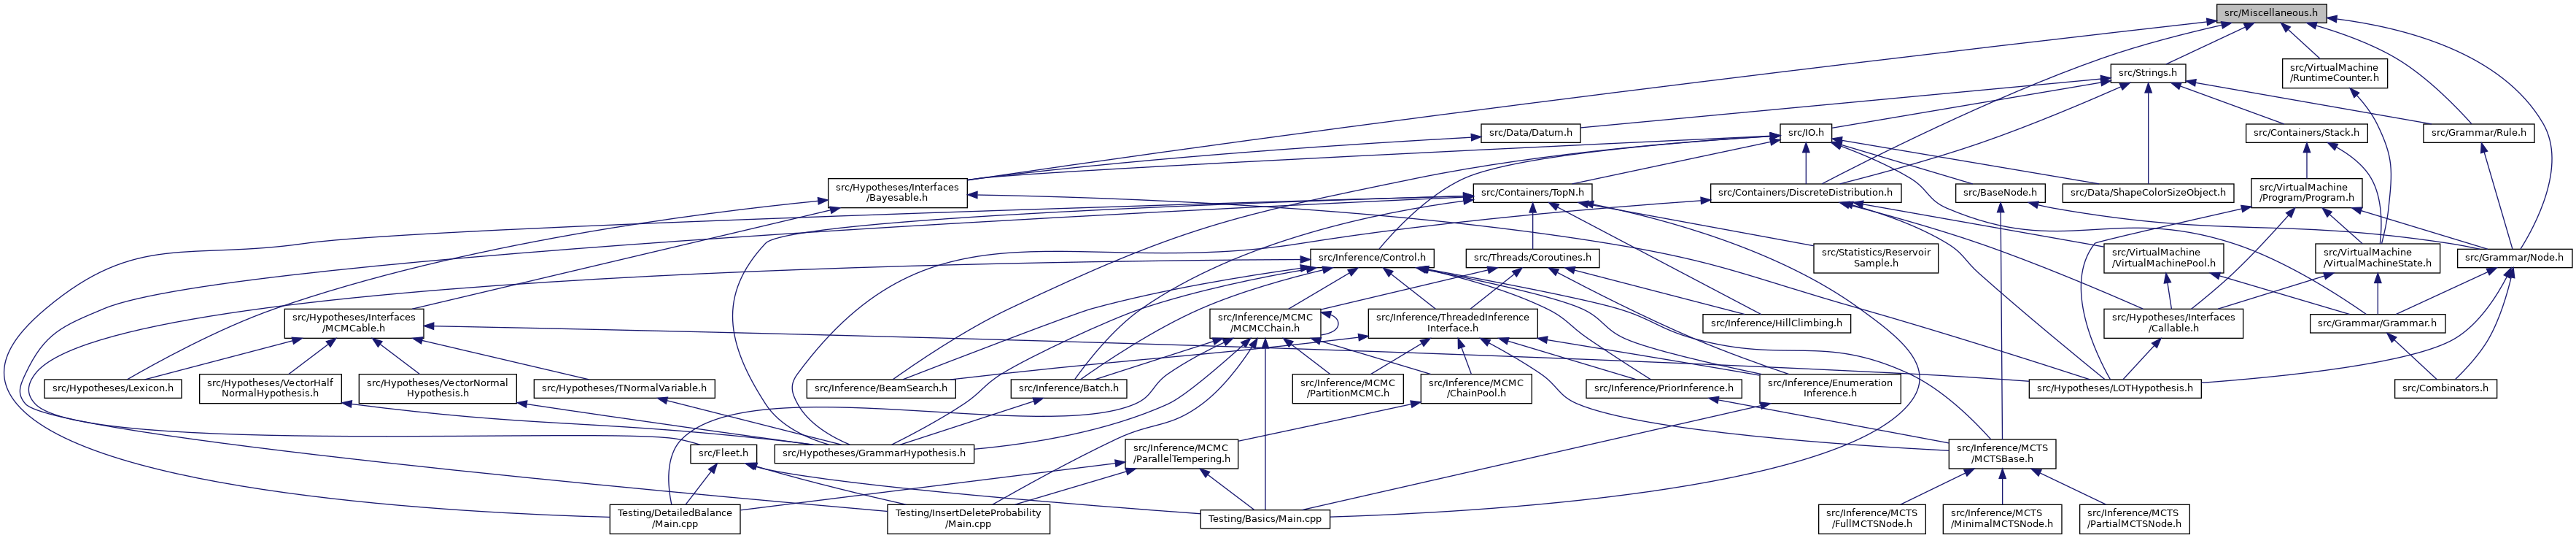 src/Miscellaneous.h
src/Strings.h
src/VirtualMachine
/RuntimeCounter.h
src/Data/Datum.h
src/IO.h
src/Containers/Stack.h
src/Grammar/Rule.h
src/Hypotheses/Interfaces
/Bayesable.h
src/Containers/TopN.h
src/Containers/DiscreteDistribution.h
src/BaseNode.h
src/Data/ShapeColorSizeObject.h
src/VirtualMachine
/Program/Program.h
src/Inference/Control.h
src/Threads/Coroutines.h
src/Statistics/Reservoir
Sample.h
src/VirtualMachine
/VirtualMachinePool.h
src/VirtualMachine
/VirtualMachineState.h
src/Grammar/Node.h
src/Hypotheses/Interfaces
/MCMCable.h
src/Inference/MCMC
/MCMCChain.h
src/Inference/ThreadedInference
Interface.h
src/Inference/HillClimbing.h
src/Hypotheses/Interfaces
/Callable.h
src/Grammar/Grammar.h
src/Hypotheses/Lexicon.h
src/Hypotheses/VectorHalf
NormalHypothesis.h
src/Hypotheses/VectorNormal
Hypothesis.h
src/Hypotheses/TNormalVariable.h
src/Inference/BeamSearch.h
src/Inference/Batch.h
src/Inference/MCMC
/PartitionMCMC.h
src/Inference/MCMC
/ChainPool.h
src/Inference/PriorInference.h
src/Inference/Enumeration
Inference.h
src/Hypotheses/LOTHypothesis.h
src/Combinators.h
src/Fleet.h
src/Hypotheses/GrammarHypothesis.h
src/Inference/MCMC
/ParallelTempering.h
src/Inference/MCTS
/MCTSBase.h
Testing/DetailedBalance
/Main.cpp
Testing/InsertDeleteProbability
/Main.cpp
Testing/Basics/Main.cpp
src/Inference/MCTS
/FullMCTSNode.h
src/Inference/MCTS
/MinimalMCTSNode.h
src/Inference/MCTS
/PartialMCTSNode.h